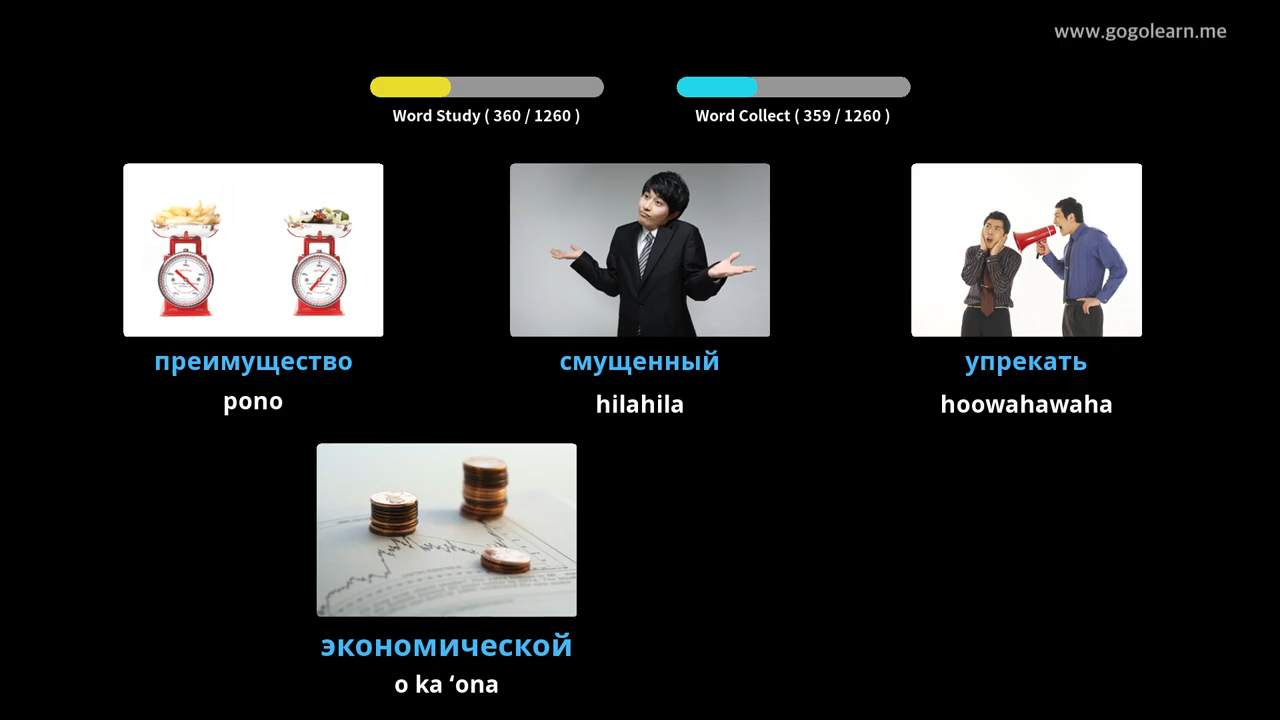 www.gogolearn.me
Word Study ( 360 / 1260 )
Word Collect ( 359 / 1260 )
преимущество
pono
смущенный
hilahila
упрекать
hoowahawaha
экономической
o ka ‘ona